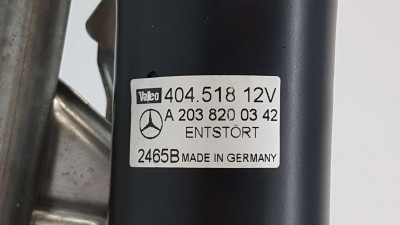 Valeo 404.518 12V
A 203 820 03 42
ENTSTÖRT
2465B MADE IN GERMANY